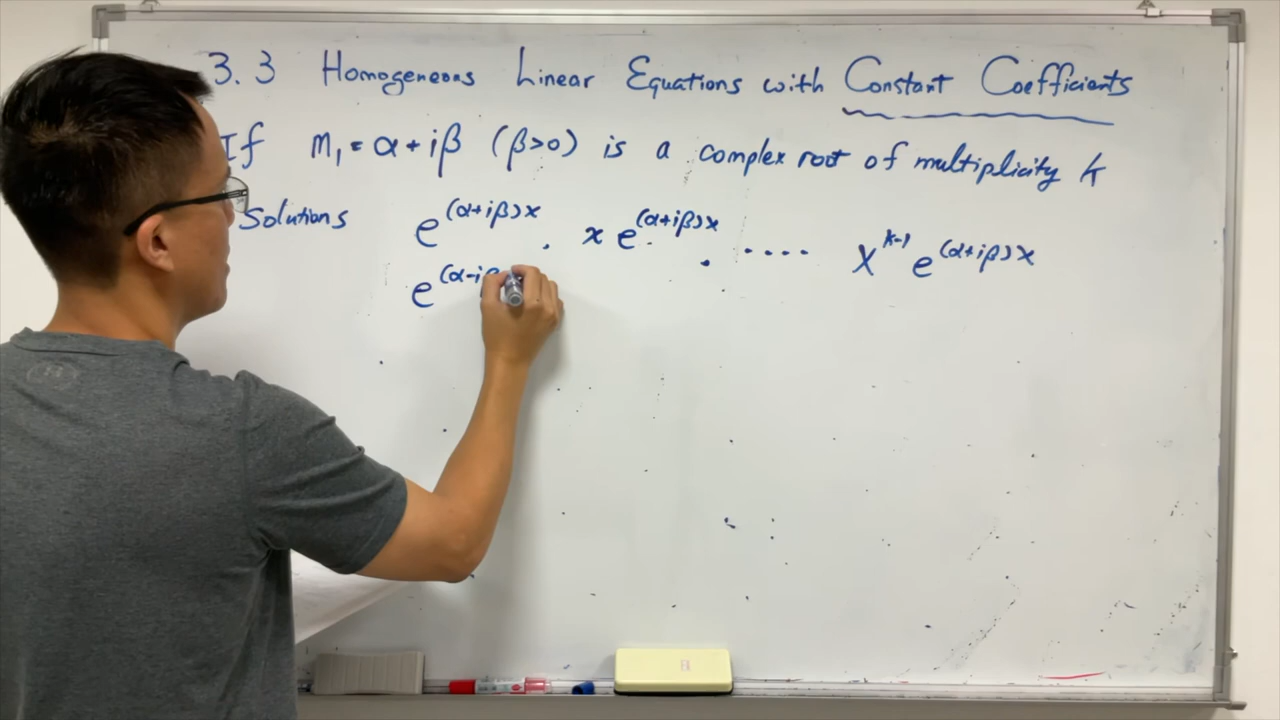 3.3 Homogeneous Linear Equations with Constant Coefficients
If m₁ = α + iβ (β>0) is a complex root of multiplicity k
Solutions e^(α+iβ)x , x e^(α+iβ)x , .... x^k-1 e^(α+iβ)x
e^(α-iβ